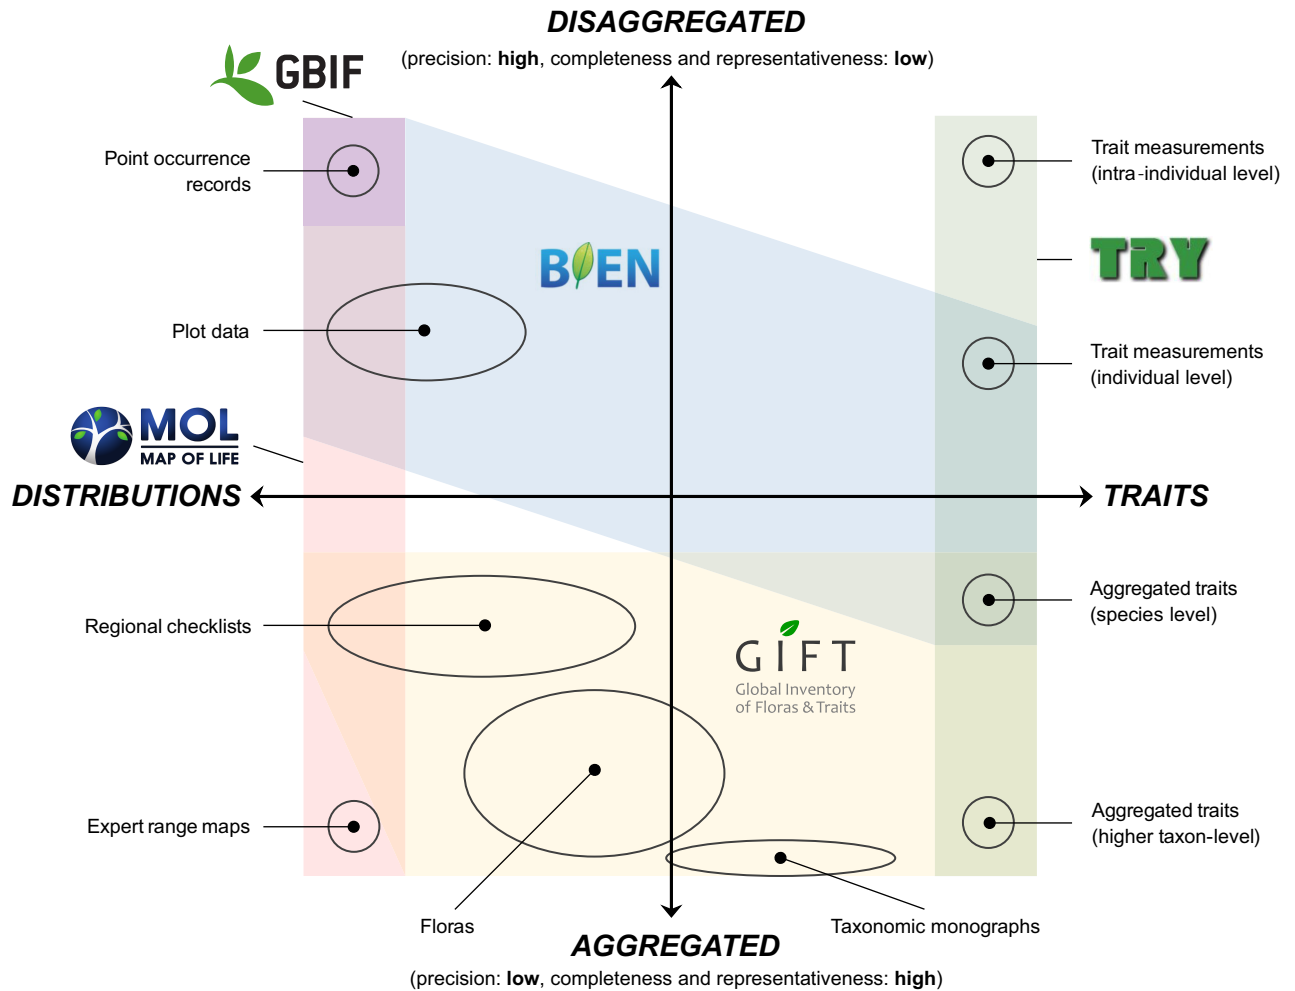 DISAGGREGATED
(precision: high, completeness and representativeness: low)
GBIF
Point occurrence
records
Trait measurements
(intra-individual level)
BIEN
TRY
Plot data
Trait measurements
(individual level)
MOL
MAP OF LIFE
DISTRIBUTIONS
TRAITS
Regional checklists
Aggregated traits
(species level)
GIFT
Global Inventory
of Floras & Traits
Expert range maps
Aggregated traits
(higher taxon-level)
Floras
Taxonomic monographs
AGGREGATED
(precision: low, completeness and representativeness: high)